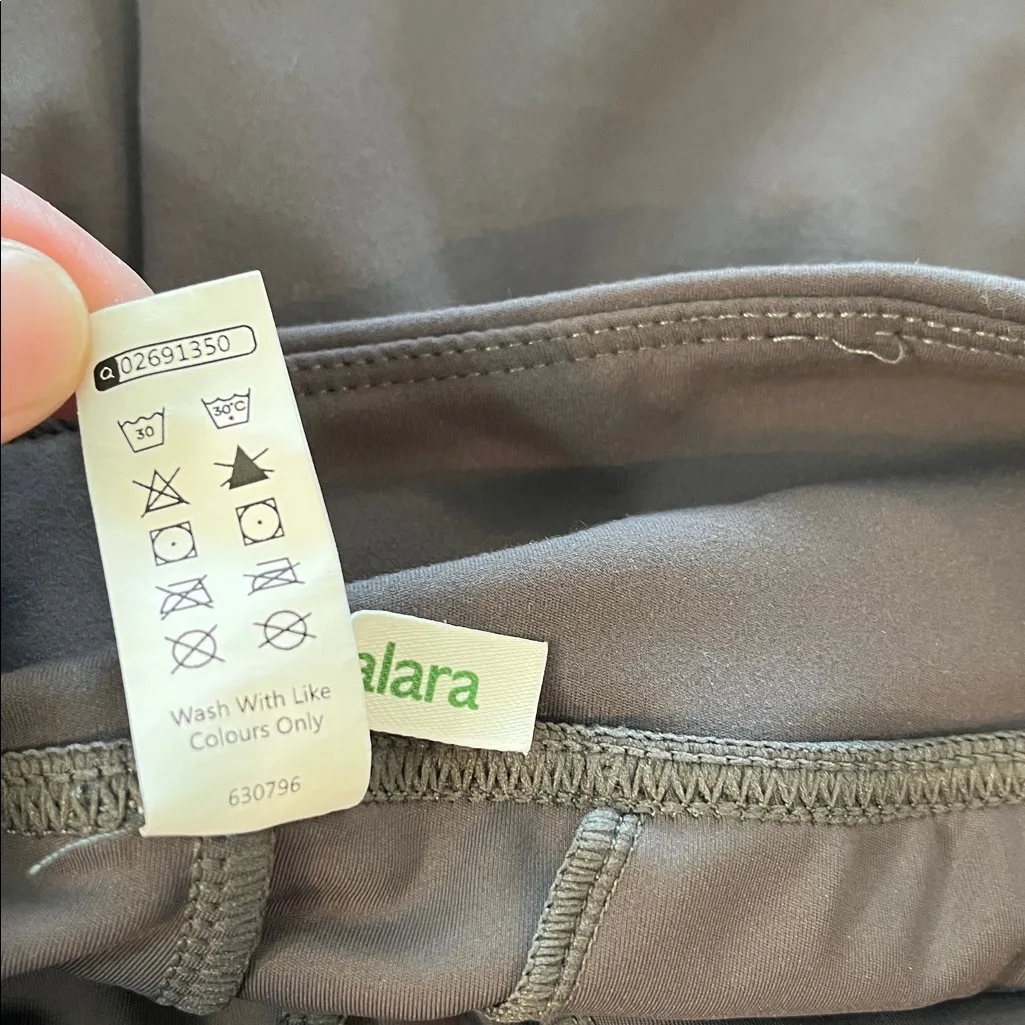 02691350
30 30°C
alara
Wash With Like
Colours Only
630796